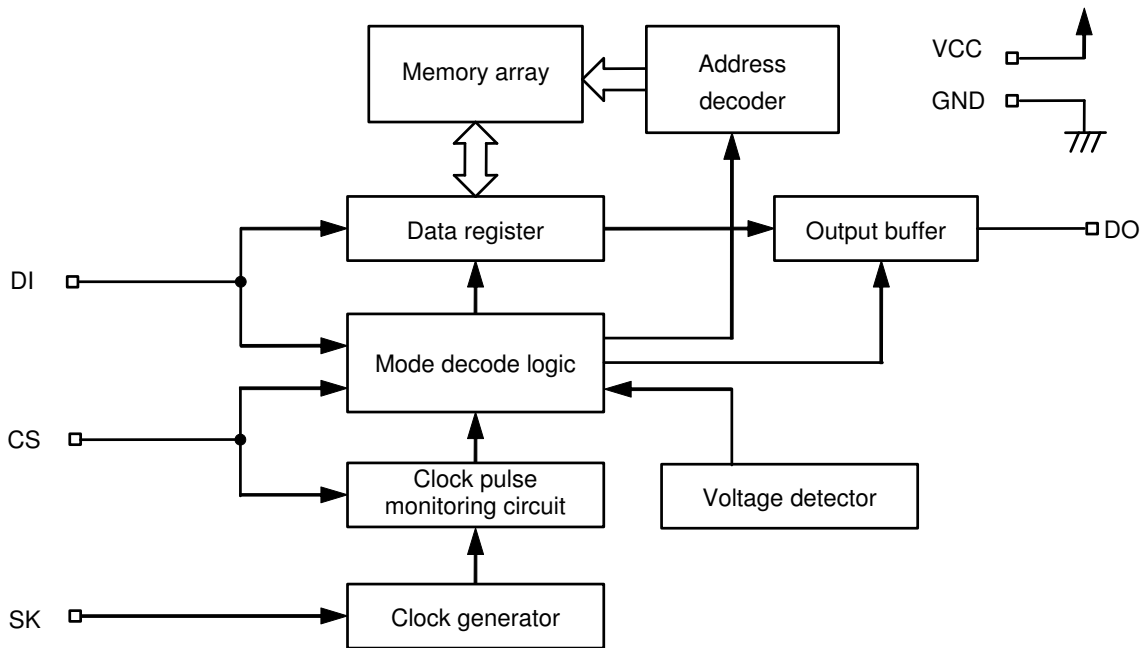 Memory array
Address
decoder
VCC
GND
Data register
Output buffer
DO
DI
Mode decode logic
CS
Clock pulse
monitoring circuit
Voltage detector
SK
Clock generator